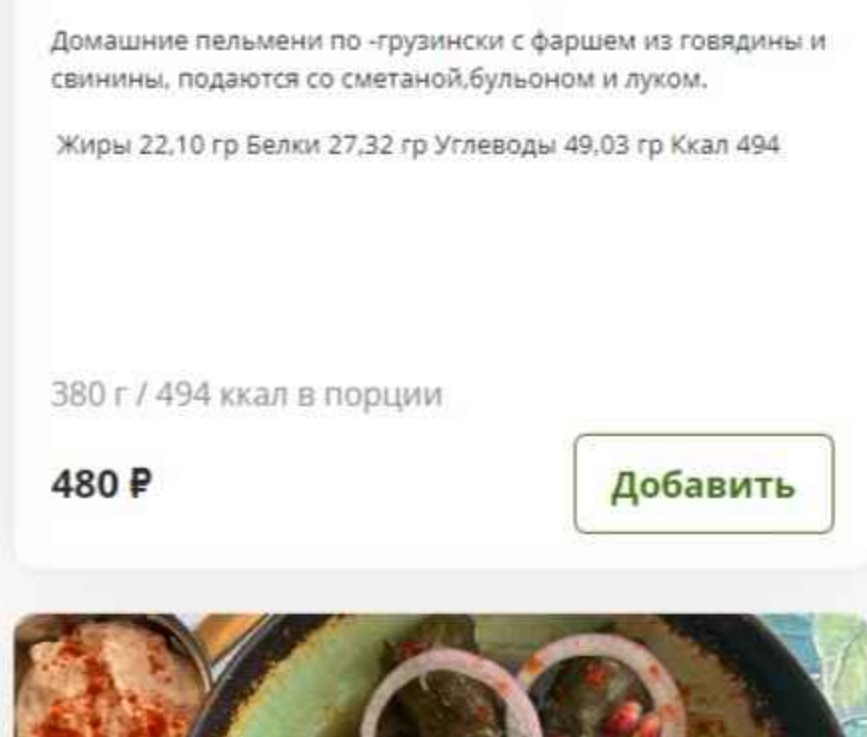 Домашние пельмени по -грузински с фаршем из говядины и
свинины, подаются со сметаной,бульоном и луком.
Жиры 22,10 гр Белки 27,32 гр Углеводы 49,03 гр Ккал 494
380 г / 494 ккал в порции
480 ₽
Добавить